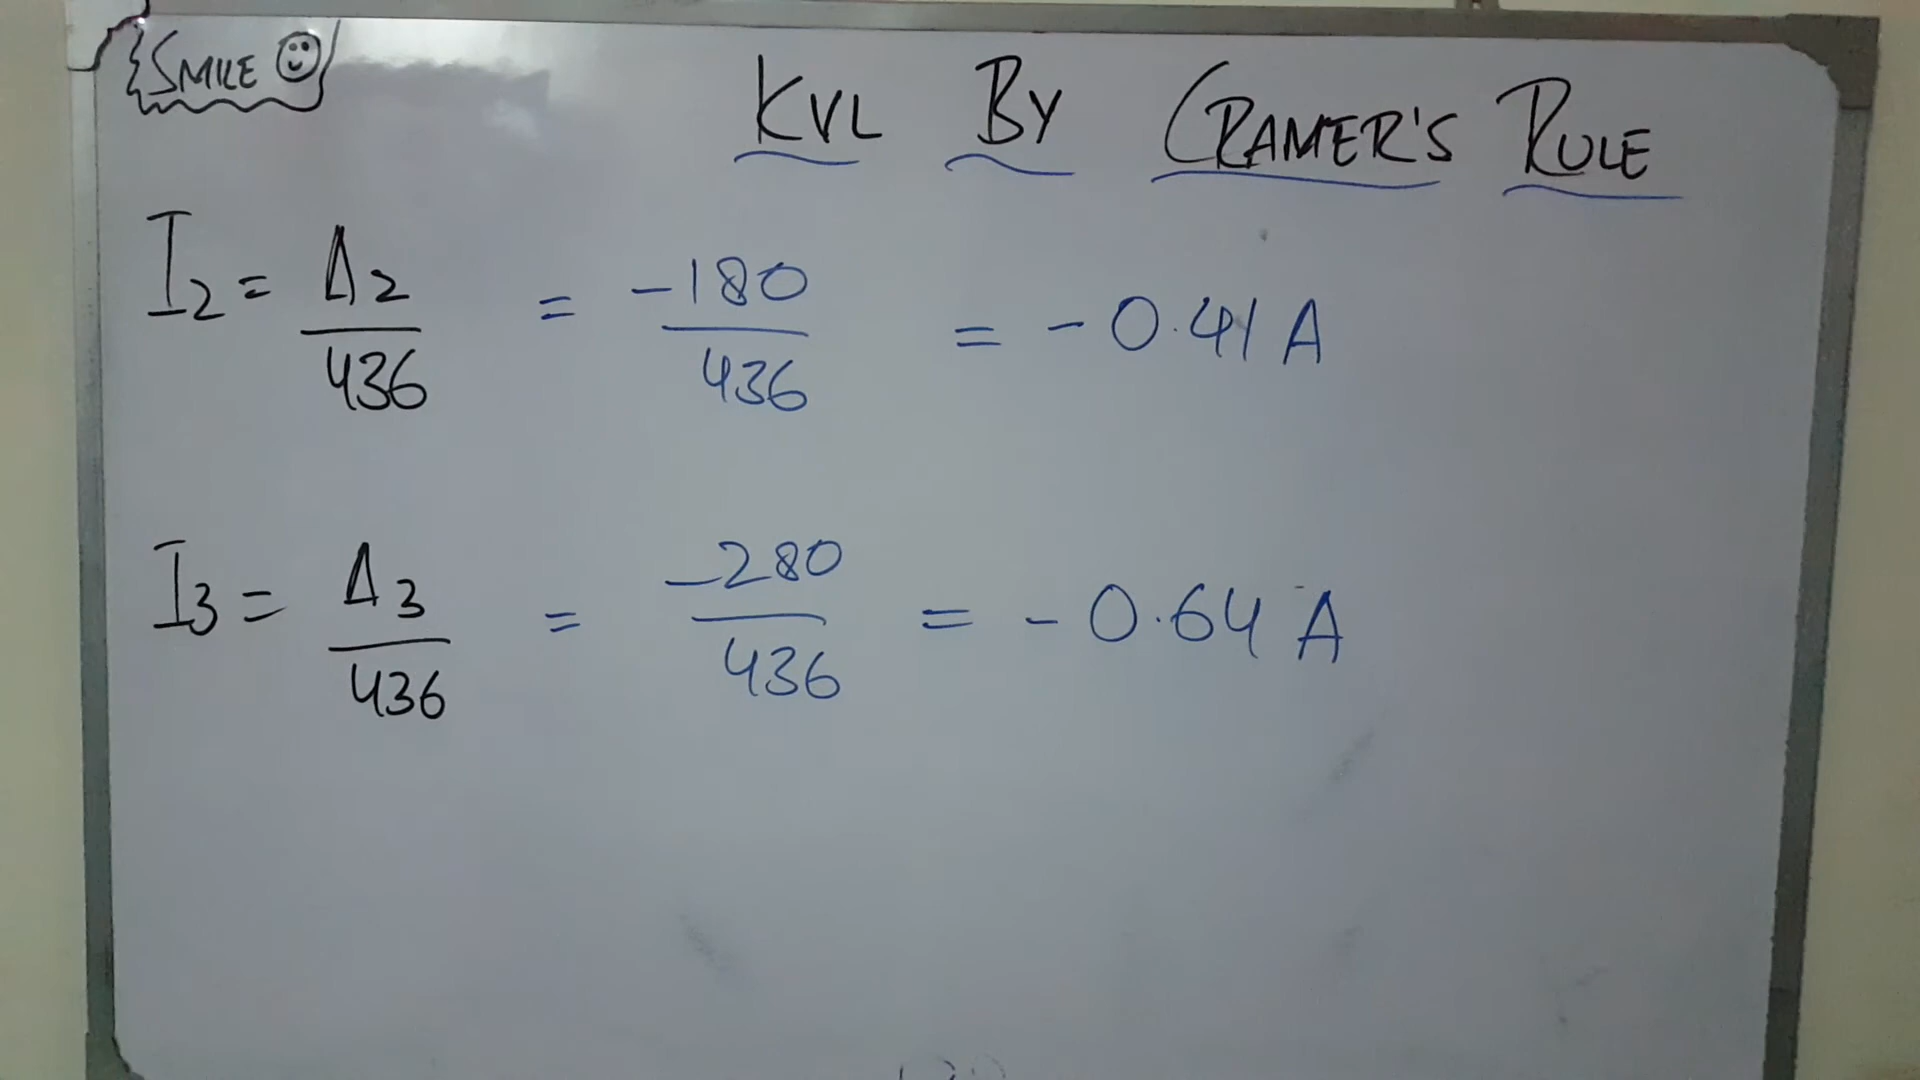 SMILE
KVL BY CRAMER'S RULE
I2 = Δ2/436 = -180/436 = -0.41 A
I3 = Δ3/436 = -280/436 = -0.64 A